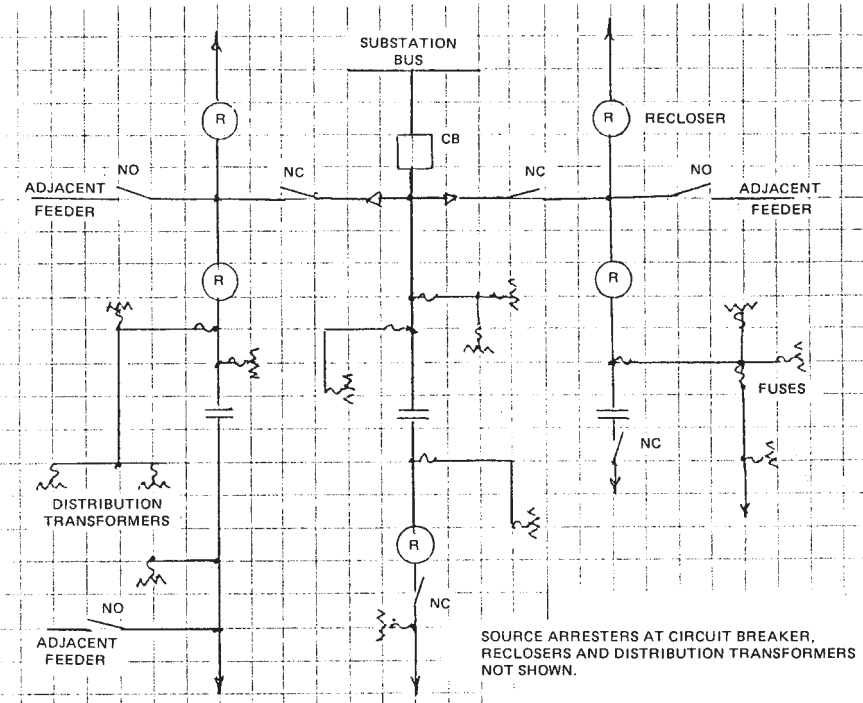 SUBSTATION
BUS
R
R
RECLOSER
CB
NO
NC
NC
NO
ADJACENT
FEEDER
ADJACENT
FEEDER
R
R
FUSES
NC
DISTRIBUTION
TRANSFORMERS
R
NO
NC
ADJACENT
FEEDER
SOURCE ARRESTERS AT CIRCUIT BREAKER,
RECLOSERS AND DISTRIBUTION TRANSFORMERS
NOT SHOWN.